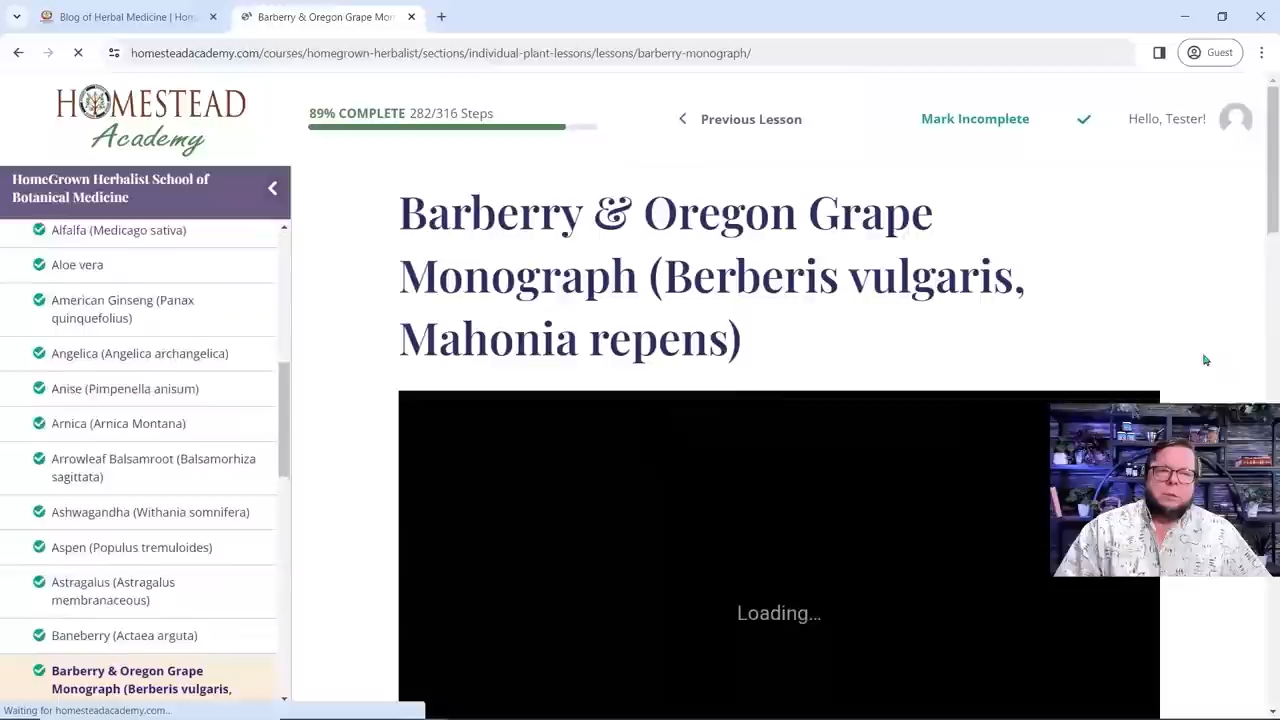 Blog of Herbal Medicine | Hom
Barberry & Oregon Grape Monog
homesteadacademy.com/courses/homegrown-herbalist/sections/individual-plant-lessons/lessons/barberry-monograph/
Guest
HOMESTEAD
Academy
89% COMPLETE 282/316 Steps
Previous Lesson
Mark Incomplete
Hello, Tester!
HomeGrown Herbalist School of
Botanical Medicine
Alfalfa (Medicago sativa)
Aloe vera
American Ginseng (Panax
quinquefolius)
Angelica (Angelica archangelica)
Anise (Pimpenella anisum)
Arnica (Arnica Montana)
Arrowleaf Balsamroot (Balsamorhiza
sagittata)
Ashwagandha (Withania somnifera)
Aspen (Populus tremuloides)
Astragalus (Astragalus
membranaceous)
Baneberry (Actaea arguta)
Barberry & Oregon Grape
Monograph (Berberis vulgaris,
Barberry & Oregon Grape
Monograph (Berberis vulgaris,
Mahonia repens)
Loading...
Waiting for homesteadacademy.com...